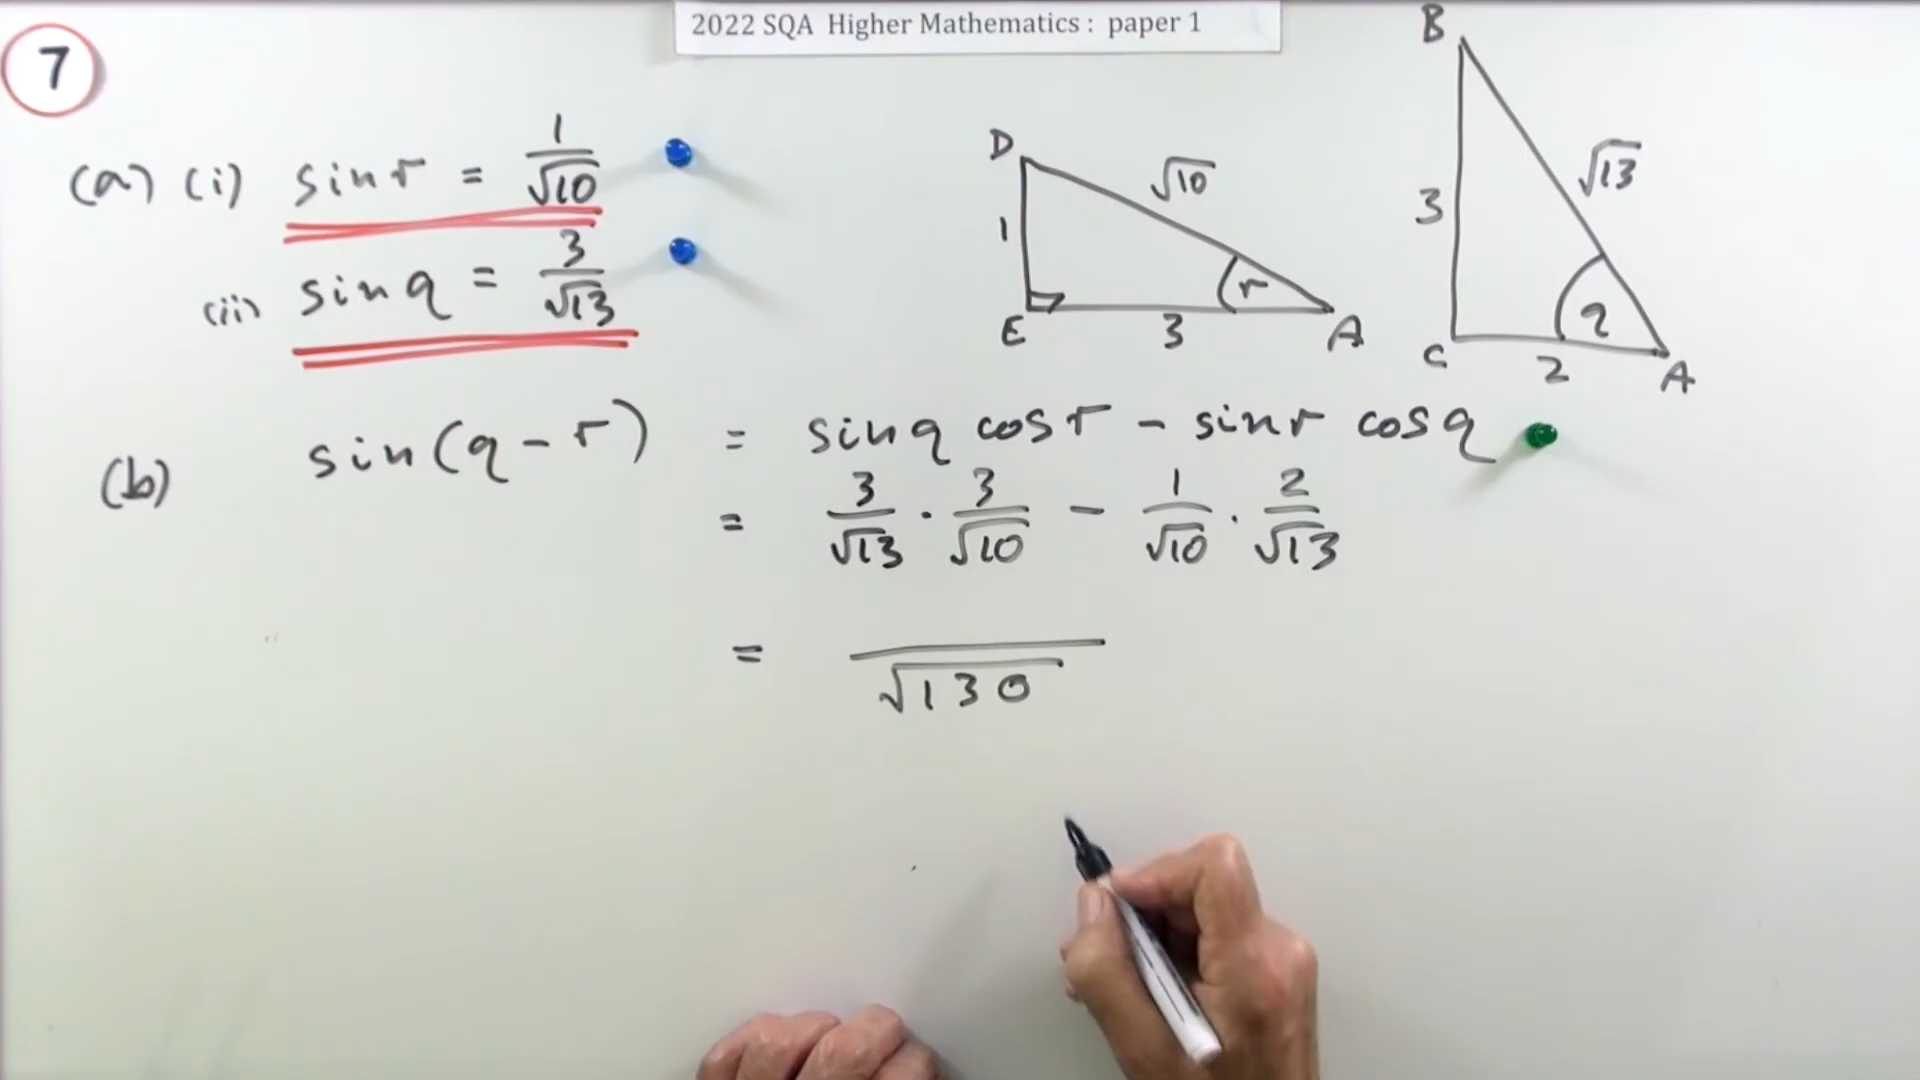 2022 SQA Higher Mathematics : paper 1
7
(a) (i) sin r = 1/√10
(ii) sin q = 3/√13
D
√10
1
r
E
3
A
B
√13
3
q
C
2
A
(b) sin(q - r) = sin q cos r - sin r cos q
= 3/√13 · 3/√10 - 1/√10 · 2/√13
= /√130